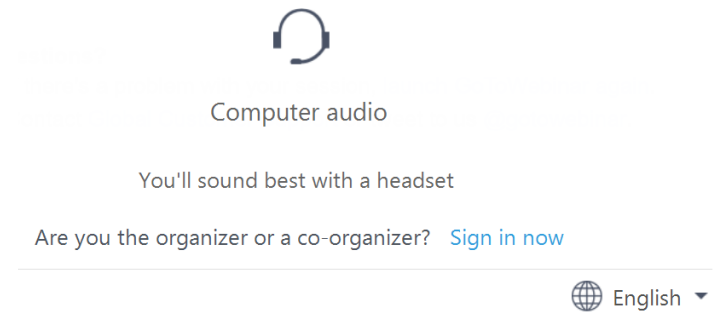 Computer audio
You'll sound best with a headset
Are you the organizer or a co-organizer? Sign in now
English